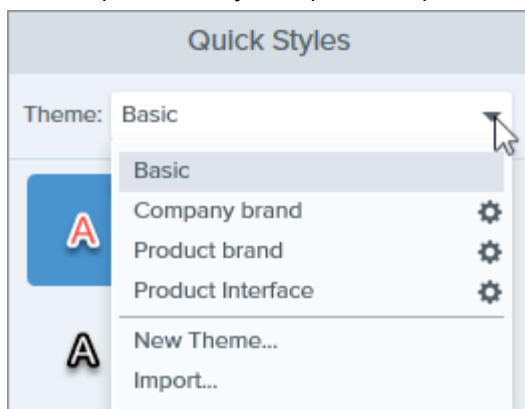 Quick Styles
Theme: Basic
Basic
Company brand
A
Product brand
Product Interface
A
New Theme...
Import...